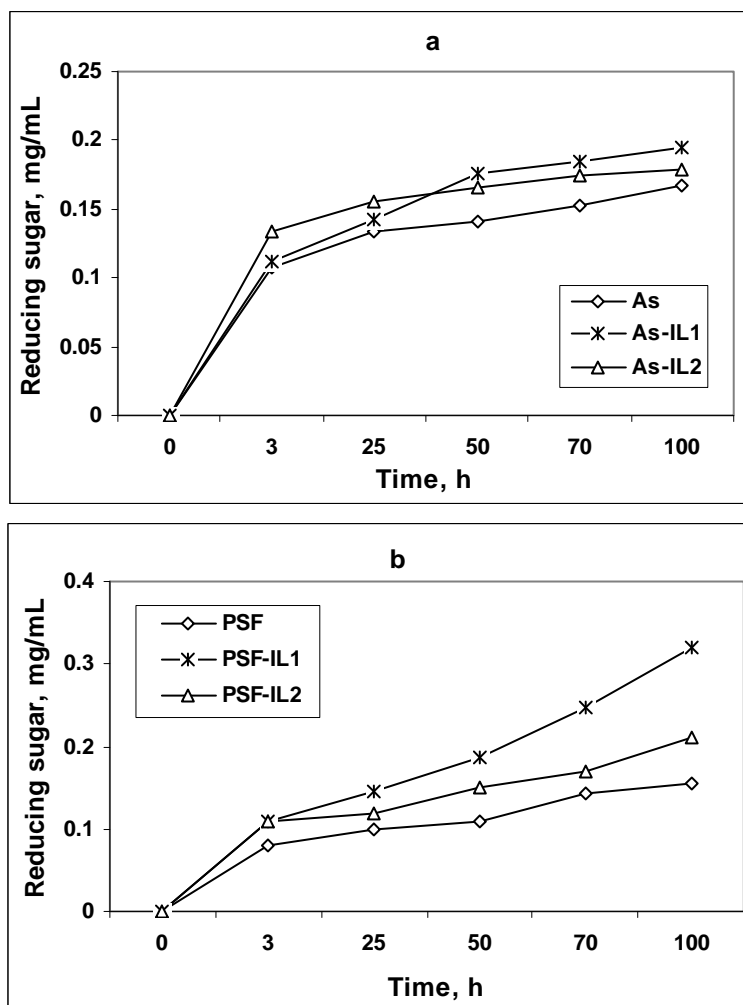 a
0.25
0.2
0.15
0.1
0.05
0
Reducing sugar, mg/mL
As
As-IL1
As-IL2
0 3 25 50 70 100
Time, h
b
0.4
0.3
0.2
0.1
0
Reducing sugar, mg/mL
PSF
PSF-IL1
PSF-IL2
0 3 25 50 70 100
Time, h